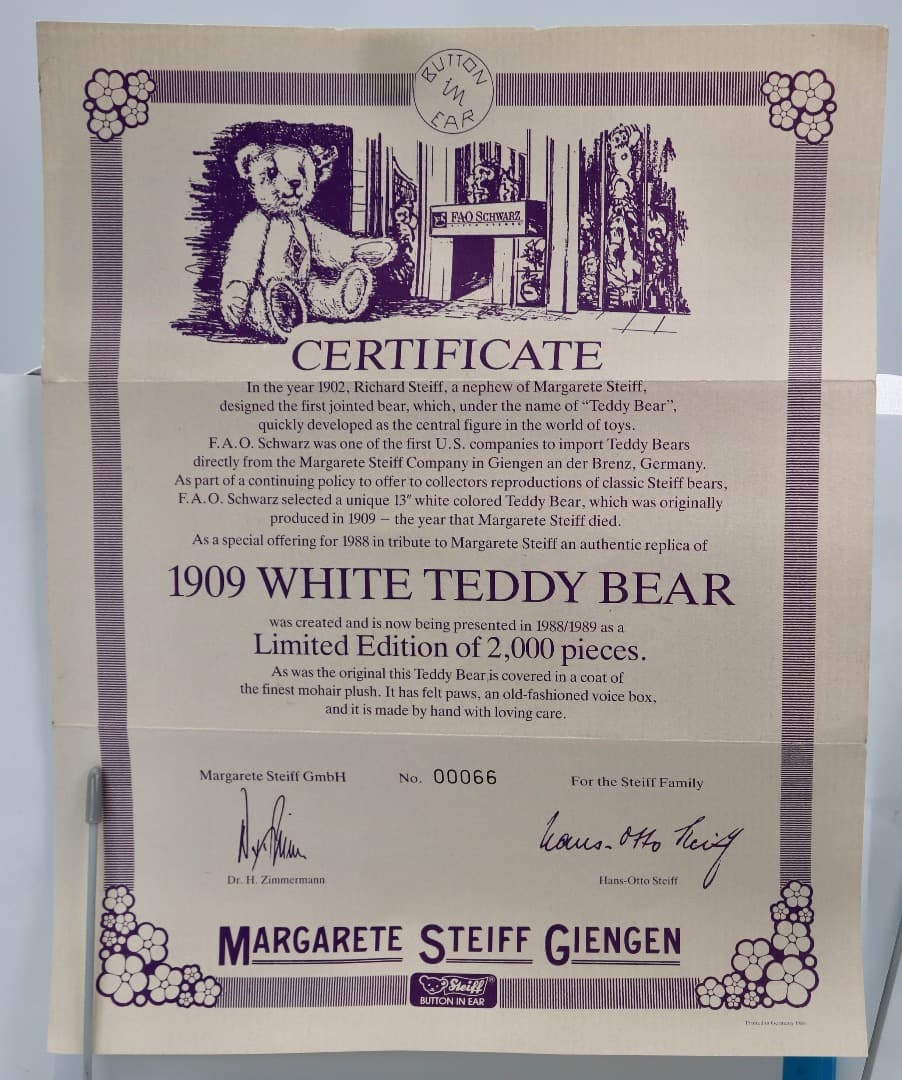 BUTTON
in
EAR
FAO SCHWARZ
FIFTH AVENUE
CERTIFICATE
In the year 1902, Richard Steiff, a nephew of Margarete Steiff,
designed the first jointed bear, which, under the name of “Teddy Bear”,
quickly developed as the central figure in the world of toys.
F.A.O. Schwarz was one of the first U.S. companies to import Teddy Bears
directly from the Margarete Steiff Company in Giengen an der Brenz, Germany.
As part of a continuing policy to offer to collectors reproductions of classic Steiff bears,
F.A.O. Schwarz selected a unique 13″ white colored Teddy Bear, which was originally
produced in 1909 – the year that Margarete Steiff died.
As a special offering for 1988 in tribute to Margarete Steiff an authentic replica of
1909 WHITE TEDDY BEAR
was created and is now being presented in 1988/1989 as a
Limited Edition of 2,000 pieces.
As was the original this Teddy Bear is covered in a coat of
the finest mohair plush. It has felt paws, an old-fashioned voice box,
and it is made by hand with loving care.
Margarete Steiff GmbH No. 00066 For the Steiff Family
Hans-Otto Steiff
Dr. H. Zimmermann Hans-Otto Steiff
MARGARETE STEIFF GIENGEN
Steiff®
BUTTON IN EAR
Printed in Germany